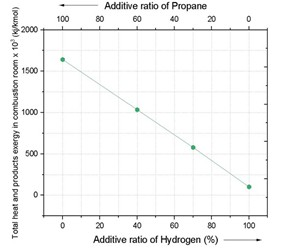 Additive ratio of Propane
100 80 60 40 30 0
Total heat and products exergy in combustion room x 10³ (kj/kmol)
2000
1500
1000
500
0
0 20 40 60 80 100
Additive ratio of Hydrogen (%)